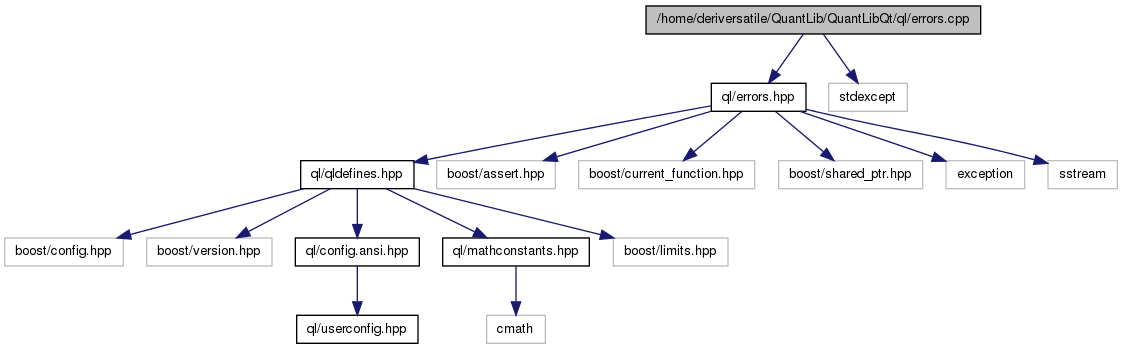 /home/deriversatile/QuantLib/QuantLibQt/ql/errors.cpp
ql/errors.hpp
stdexcept
ql/qldefines.hpp
boost/assert.hpp
boost/current_function.hpp
boost/shared_ptr.hpp
exception
sstream
boost/config.hpp
boost/version.hpp
ql/config.ansi.hpp
ql/mathconstants.hpp
boost/limits.hpp
ql/userconfig.hpp
cmath